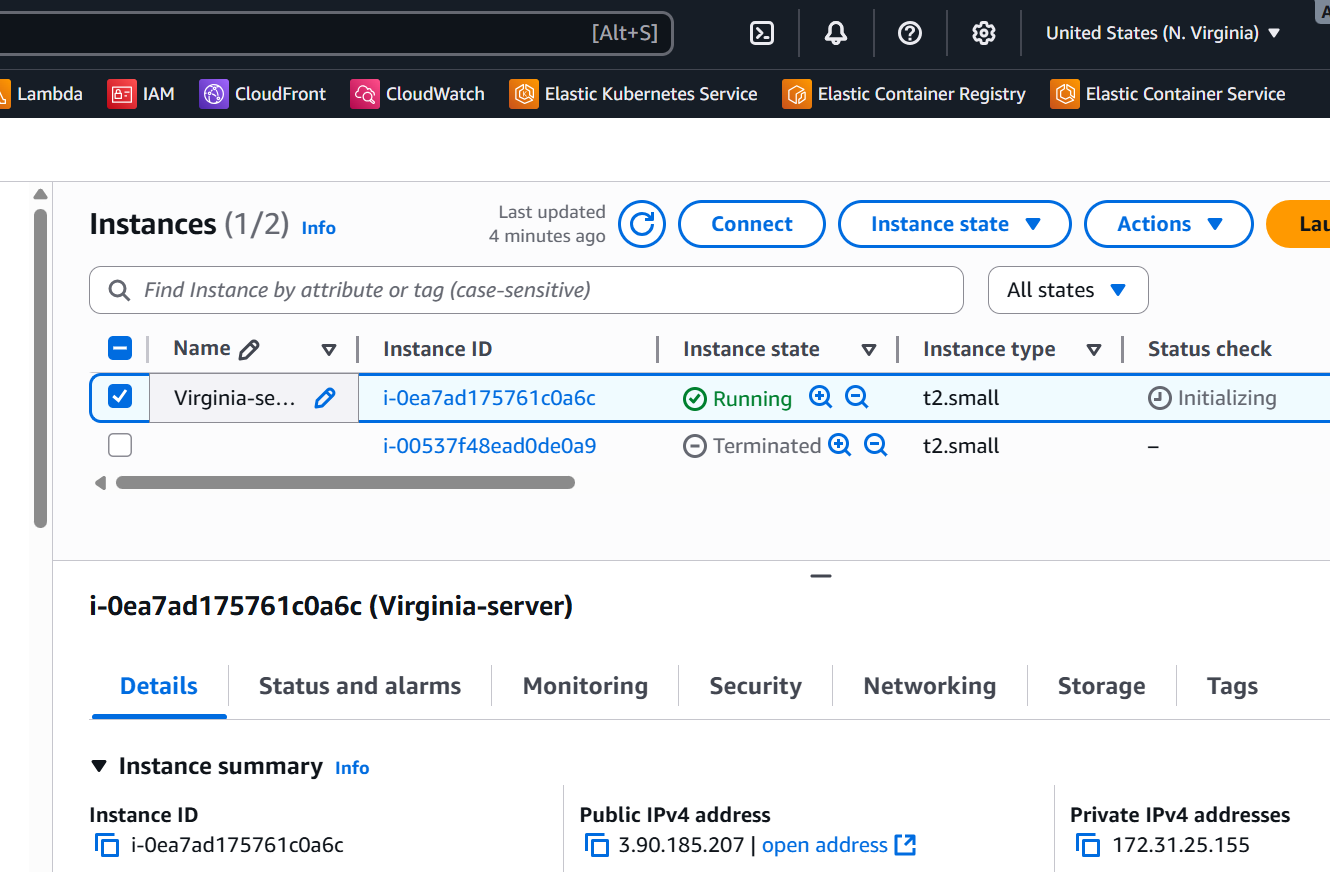 [Alt+S]
United States (N. Virginia)
Lambda IAM CloudFront CloudWatch Elastic Kubernetes Service Elastic Container Registry Elastic Container Service
Instances (1/2) Info
Last updated
4 minutes ago
Connect Instance state Actions Lau
Find Instance by attribute or tag (case-sensitive)
All states
Name Instance ID Instance state Instance type Status check
Virginia-se... i-0ea7ad175761c0a6c Running t2.small Initializing
i-00537f48ead0de0a9 Terminated t2.small –
i-0ea7ad175761c0a6c (Virginia-server)
Details Status and alarms Monitoring Security Networking Storage Tags
Instance summary Info
Instance ID Public IPv4 address Private IPv4 addresses
i-0ea7ad175761c0a6c 3.90.185.207 | open address 172.31.25.155